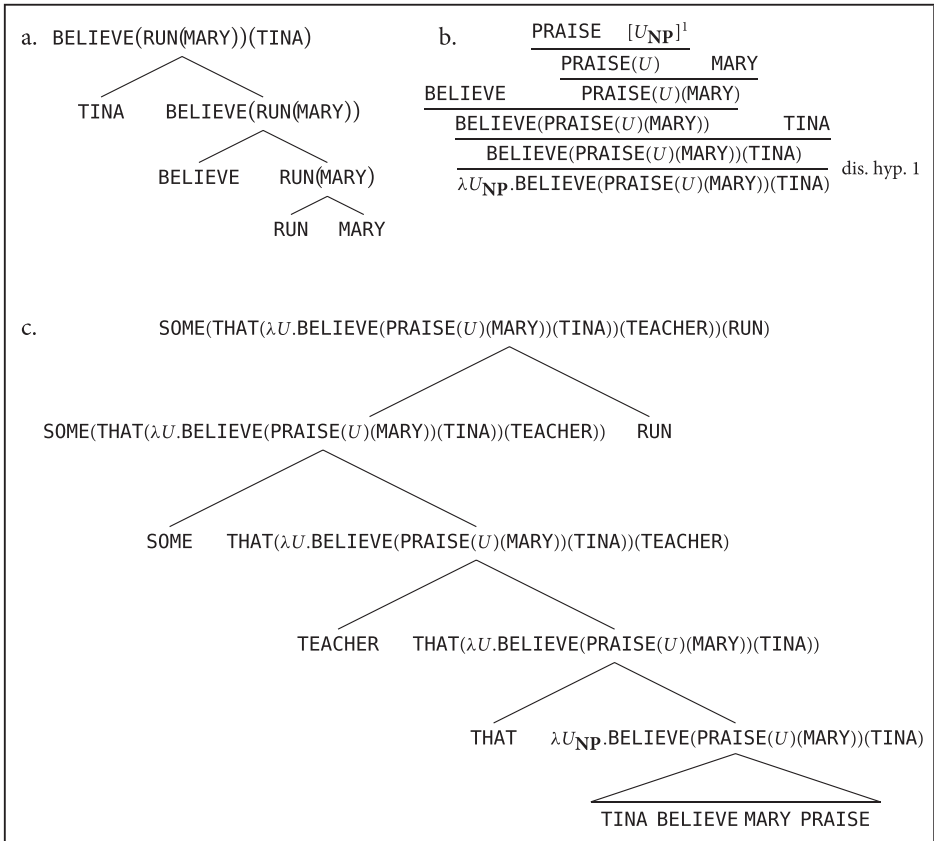 a. BELIEVE(RUN(MARY))(TINA)
TINA BELIEVE(RUN(MARY))
BELIEVE RUN(MARY)
RUN MARY
b. PRAISE [U_NP]¹
PRAISE(U) MARY
BELIEVE PRAISE(U)(MARY)
BELIEVE(PRAISE(U)(MARY)) TINA
BELIEVE(PRAISE(U)(MARY))(TINA)
λU_NP.BELIEVE(PRAISE(U)(MARY))(TINA) dis. hyp. 1
c. SOME(THAT(λU.BELIEVE(PRAISE(U)(MARY))(TINA))(TEACHER))(RUN)
SOME(THAT(λU.BELIEVE(PRAISE(U)(MARY))(TINA))(TEACHER)) RUN
SOME THAT(λU.BELIEVE(PRAISE(U)(MARY))(TINA))(TEACHER)
TEACHER THAT(λU.BELIEVE(PRAISE(U)(MARY))(TINA))
THAT λU_NP.BELIEVE(PRAISE(U)(MARY))(TINA)
TINA BELIEVE MARY PRAISE